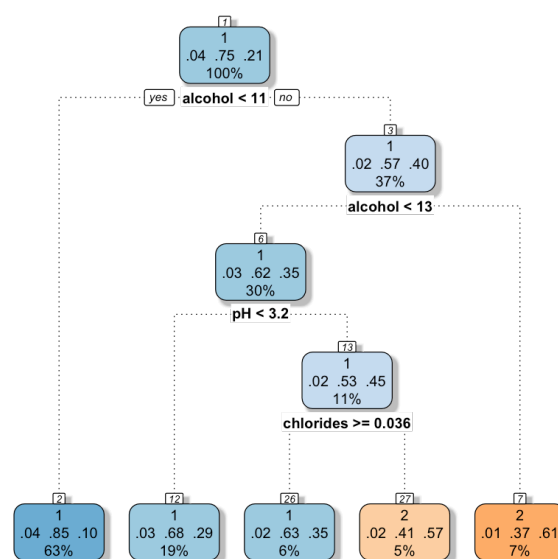 1
1
.04 .75 .21
100%
yes alcohol < 11 no
3
1
.02 .57 .40
37%
alcohol < 13
6
1
.03 .62 .35
30%
pH < 3.2
13
1
.02 .53 .45
11%
chlorides >= 0.036
2
1
.04 .85 .10
63%
12
1
.03 .68 .29
19%
26
1
.02 .63 .35
6%
27
2
.02 .41 .57
5%
7
2
.01 .37 .61
7%